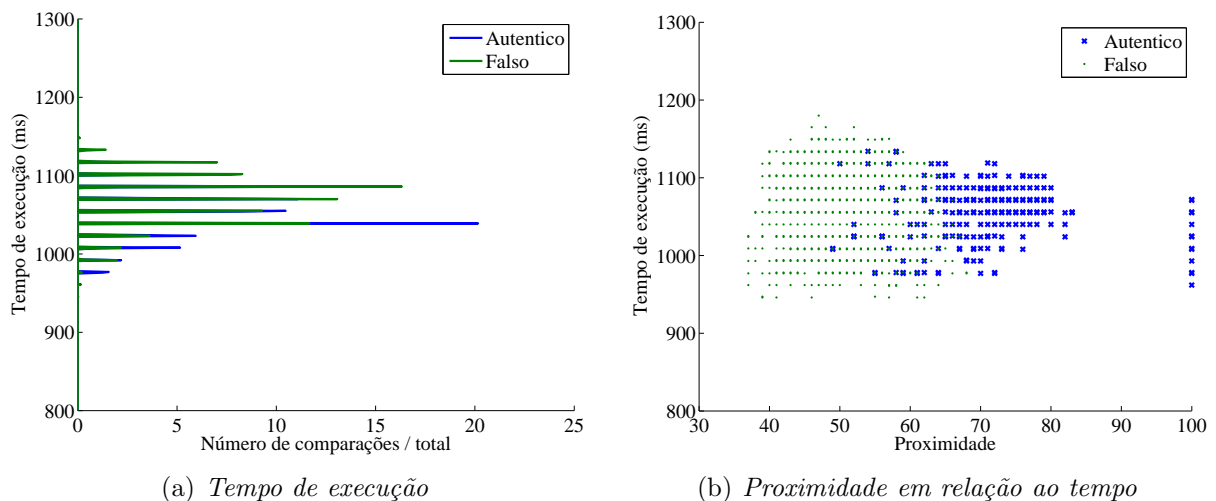 1300
1200
1100
1000
900
800
0
5
10
15
20
25
Tempo de execução (ms)
Número de comparações / total
Autentico
Falso
(a) Tempo de execução
1300
1200
1100
1000
900
800
30
40
50
60
70
80
90
100
Tempo de execução (ms)
Proximidade
Autentico
Falso
(b) Proximidade em relação ao tempo